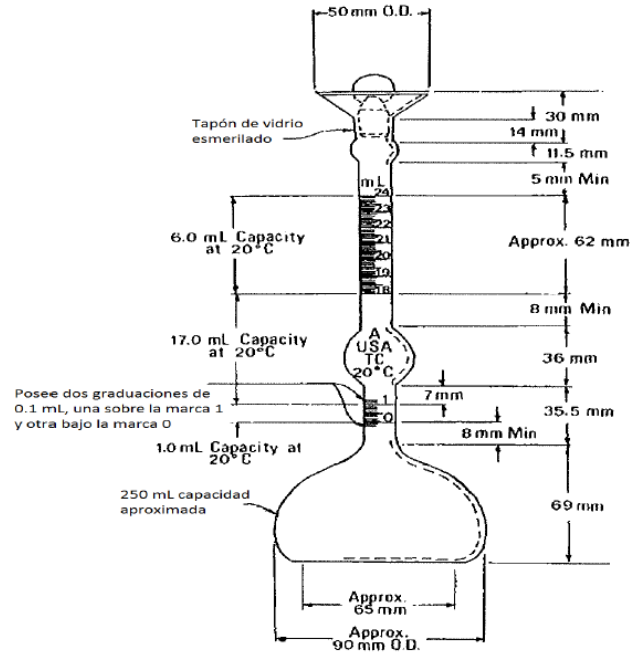 50 mm O.D.
Tapón de vidrio
esmerilado
30 mm
14 mm
11.5 mm
5 mm Min
mL
24
23
22
21
20
19
18
6.0 mL Capacity
at 20°C
Approx. 62 mm
8 mm Min
17.0 mL Capacity
at 20°C
A
USA
TC
20°C
36 mm
Posee dos graduaciones de
0.1 mL, una sobre la marca 1
y otra bajo la marca 0
1
0
7 mm
35.5 mm
8 mm Min
1.0 mL Capacity at
20°C
250 mL capacidad
aproximada
69 mm
Approx.
65 mm
Approx.
90 mm O.D.